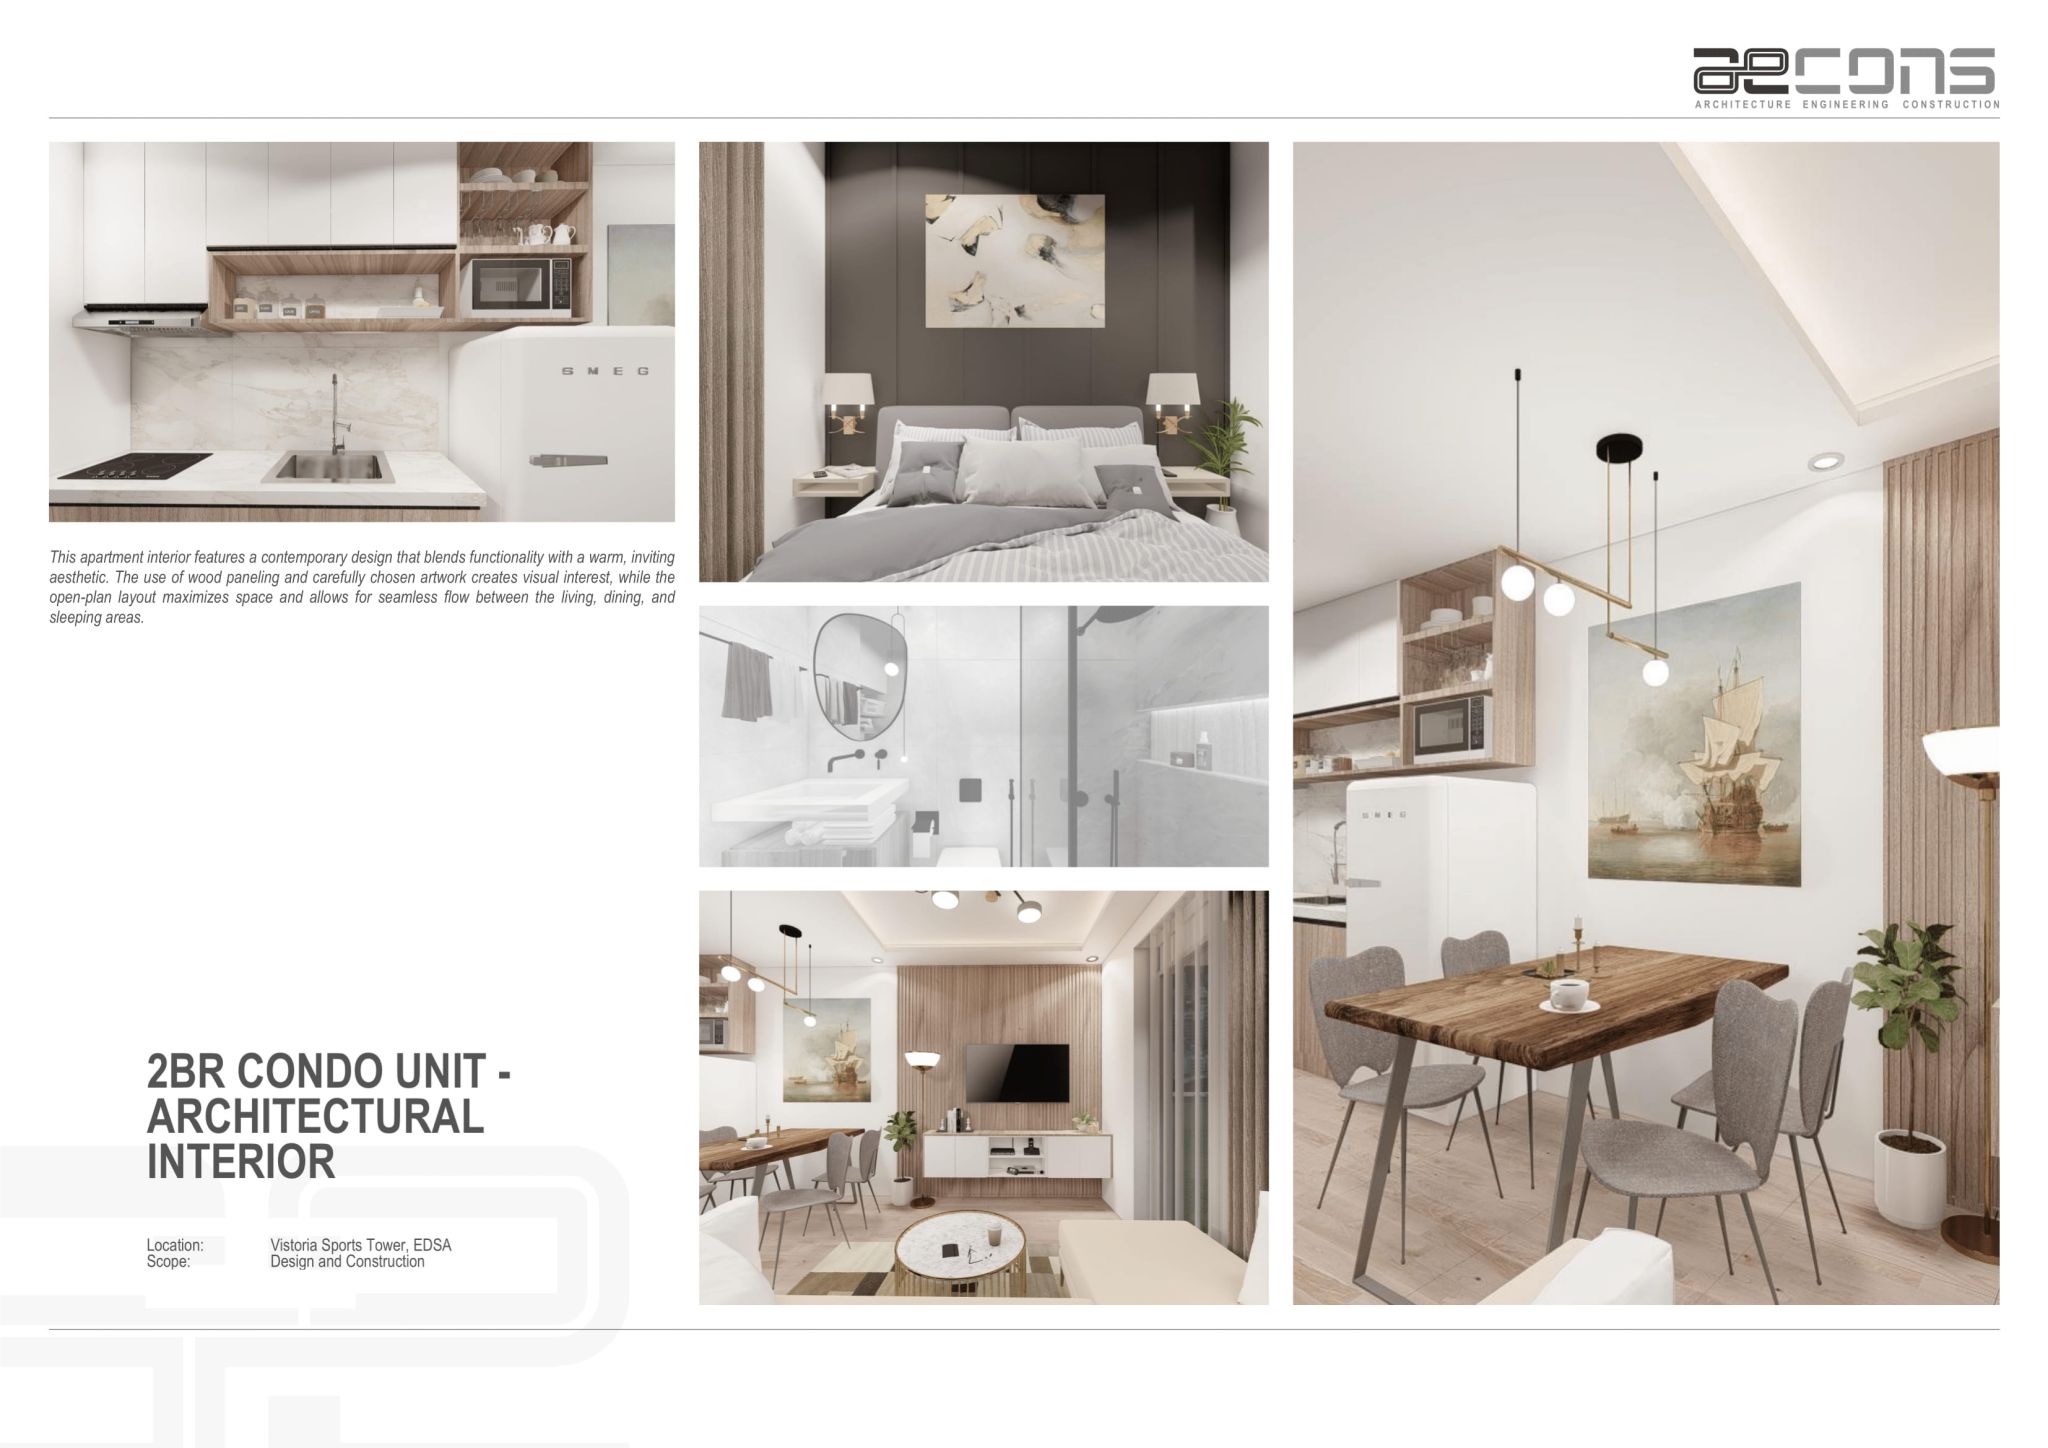 aecons
ARCHITECTURE ENGINEERING CONSTRUCTION
SMEG
This apartment interior features a contemporary design that blends functionality with a warm, inviting
aesthetic. The use of wood paneling and carefully chosen artwork creates visual interest, while the
open-plan layout maximizes space and allows for seamless flow between the living, dining, and
sleeping areas.
SMEG
2BR CONDO UNIT -
ARCHITECTURAL
INTERIOR
Location: Vistoria Sports Tower, EDSA
Scope: Design and Construction